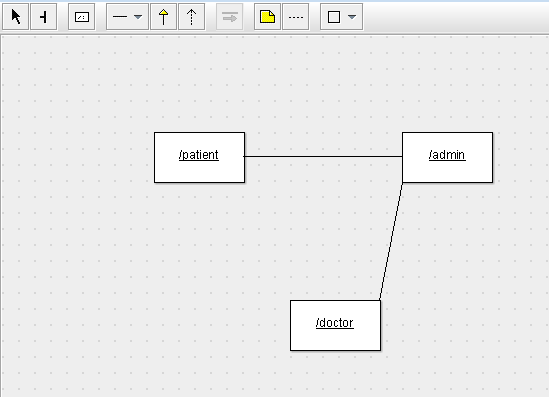 /patient
/admin
/doctor